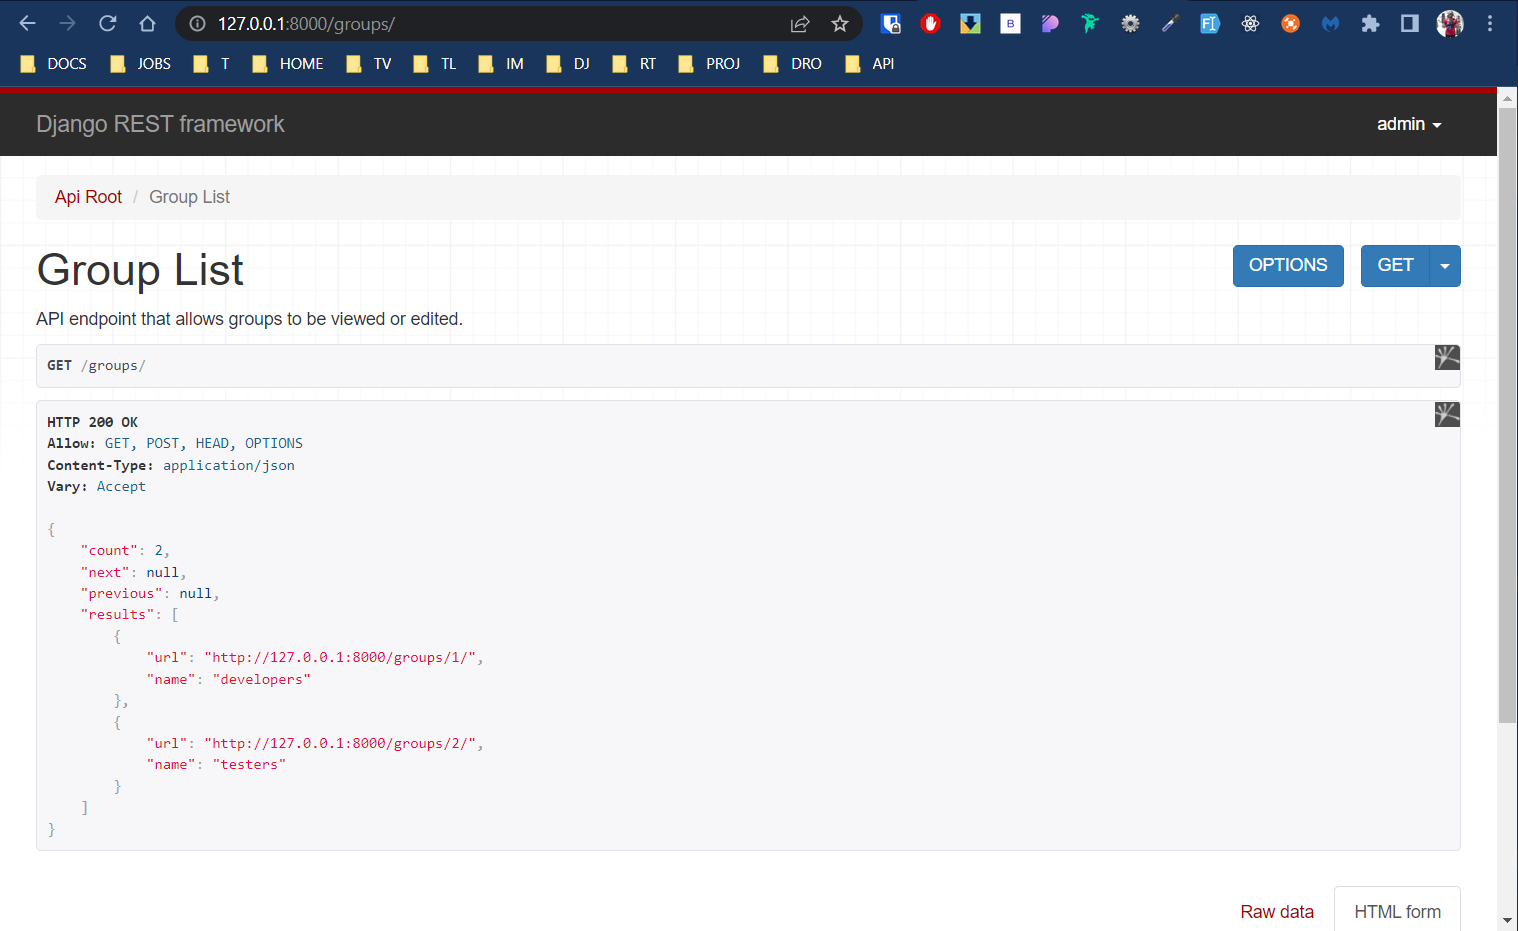 127.0.0.1:8000/groups/
B
DOCS JOBS T HOME TV TL IM DJ RT PROJ DRO API
Django REST framework admin
Api Root / Group List
Group List OPTIONS GET
API endpoint that allows groups to be viewed or edited.
GET /groups/
HTTP 200 OK
Allow: GET, POST, HEAD, OPTIONS
Content-Type: application/json
Vary: Accept
{
"count": 2,
"next": null,
"previous": null,
"results": [
{
"url": "http://127.0.0.1:8000/groups/1/",
"name": "developers"
},
{
"url": "http://127.0.0.1:8000/groups/2/",
"name": "testers"
}
]
}
Raw data HTML form